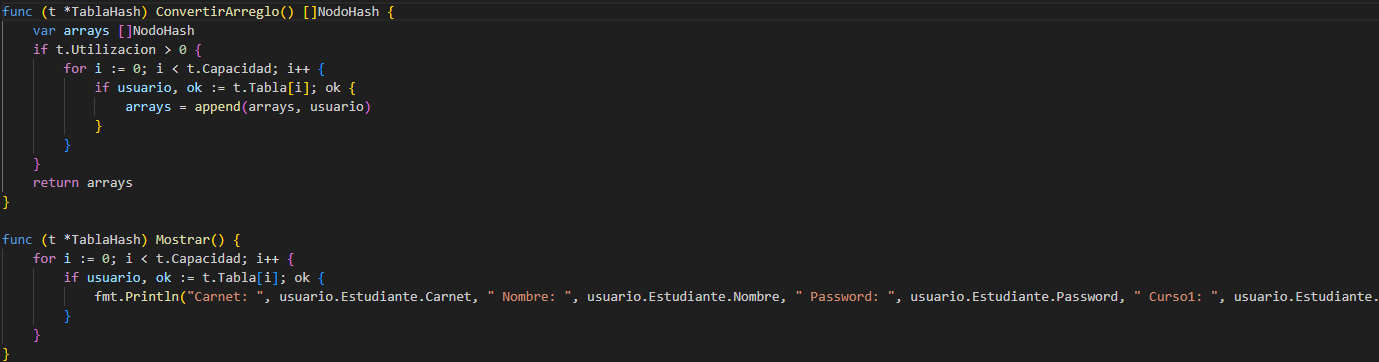 func (t *TablaHash) ConvertirArreglo() []NodoHash {
    var arrays []NodoHash
    if t.Utilizacion > 0 {
        for i := 0; i < t.Capacidad; i++ {
            if usuario, ok := t.Tabla[i]; ok {
                arrays = append(arrays, usuario)
            }
        }
    }
    return arrays
}

func (t *TablaHash) Mostrar() {
    for i := 0; i < t.Capacidad; i++ {
        if usuario, ok := t.Tabla[i]; ok {
            fmt.Println("Carnet: ", usuario.Estudiante.Carnet, " Nombre: ", usuario.Estudiante.Nombre, " Password: ", usuario.Estudiante.Password, " Curso1: ", usuario.Estudiante.
        }
    }
}